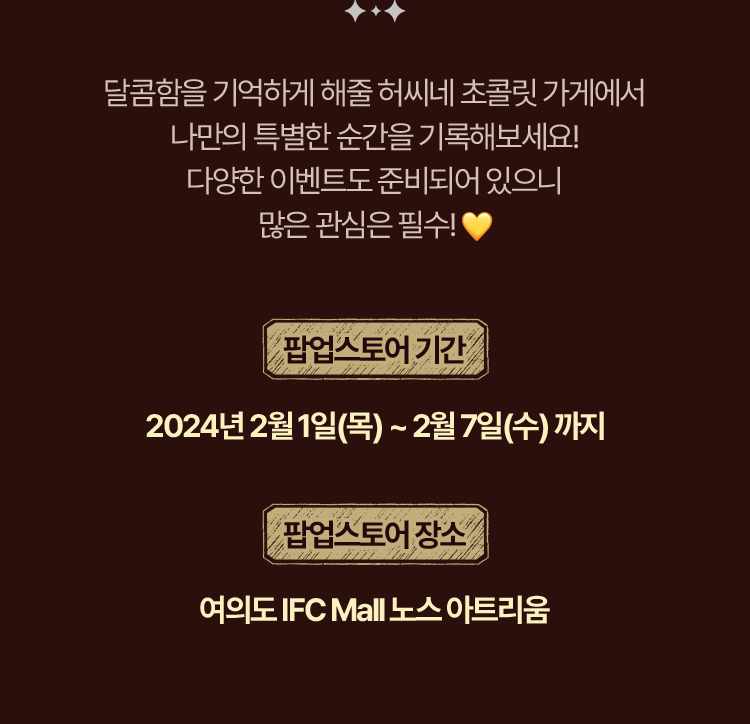 달콤함을 기억하게 해줄 허씨네 초콜릿 가게에서
나만의 특별한 순간을 기록해보세요!
다양한 이벤트도 준비되어 있으니
많은 관심은 필수! 💛
팝업스토어 기간
2024년 2월 1일(목) ~ 2월 7일(수) 까지
팝업스토어 장소
여의도 IFC Mall 노스 아트리움